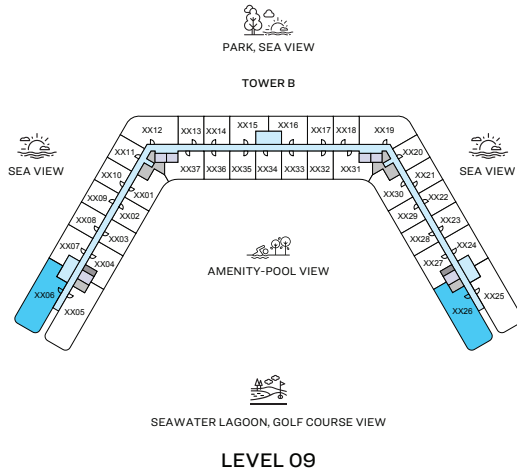 PARK, SEA VIEW
TOWER B
XX12
XX13
XX14
XX15
XX16
XX17
XX18
XX19
XX11
XX20
SEA VIEW
SEA VIEW
XX37
XX36
XX35
XX34
XX33
XX32
XX31
XX10
XX21
XX01
XX30
XX09
XX22
XX02
XX29
XX08
XX23
XX03
XX28
XX07
XX24
XX04
XX27
AMENITY-POOL VIEW
XX06
XX25
XX05
XX26
SEAWATER LAGOON, GOLF COURSE VIEW
LEVEL 09